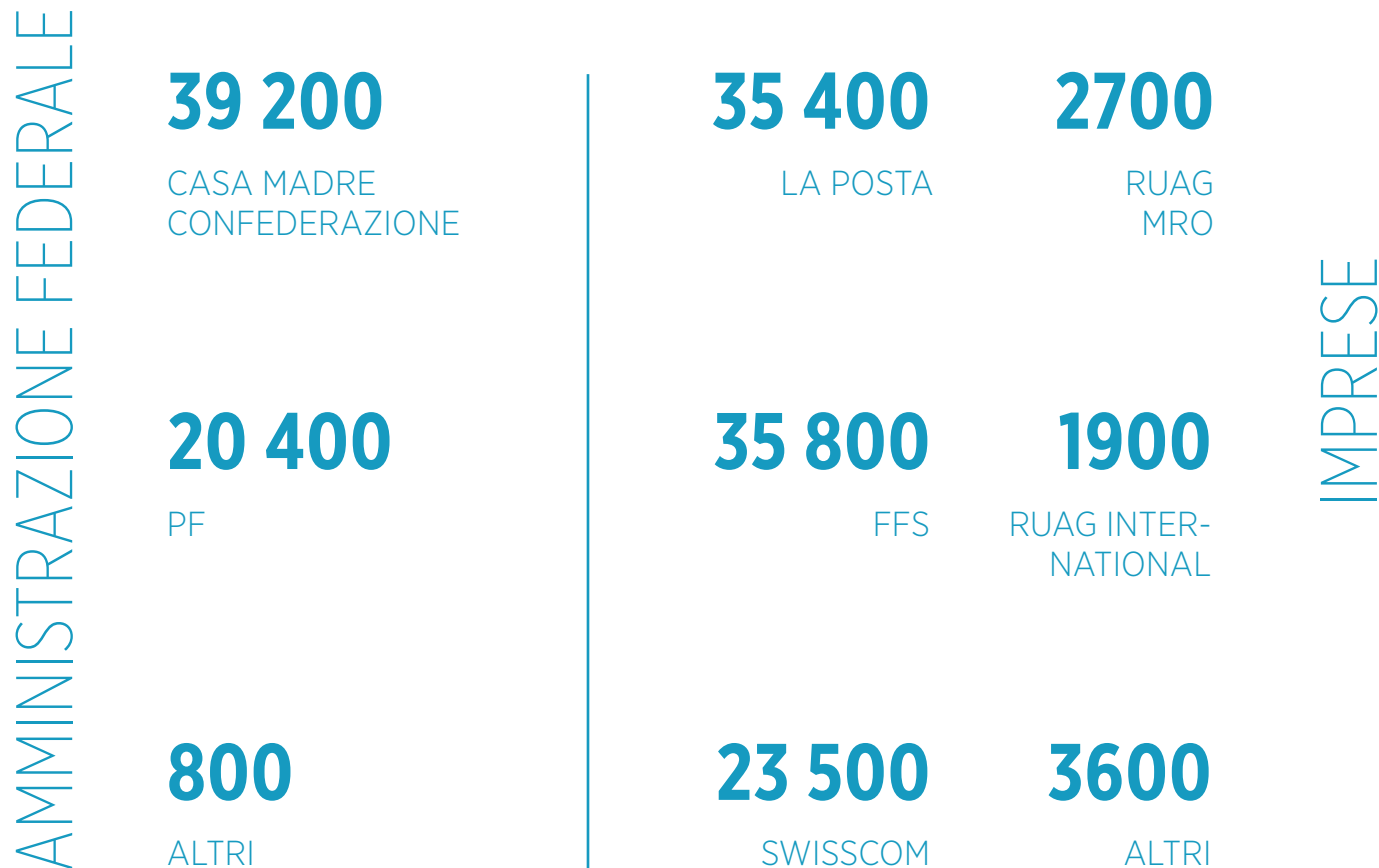 AMMINISTRAZIONE FEDERALE
39 200
CASA MADRE
CONFEDERAZIONE
20 400
PF
800
ALTRI
35 400
LA POSTA
2700
RUAG
MRO
35 800
FFS
1900
RUAG INTER-
NATIONAL
23 500
SWISSCOM
3600
ALTRI
IMPRESE